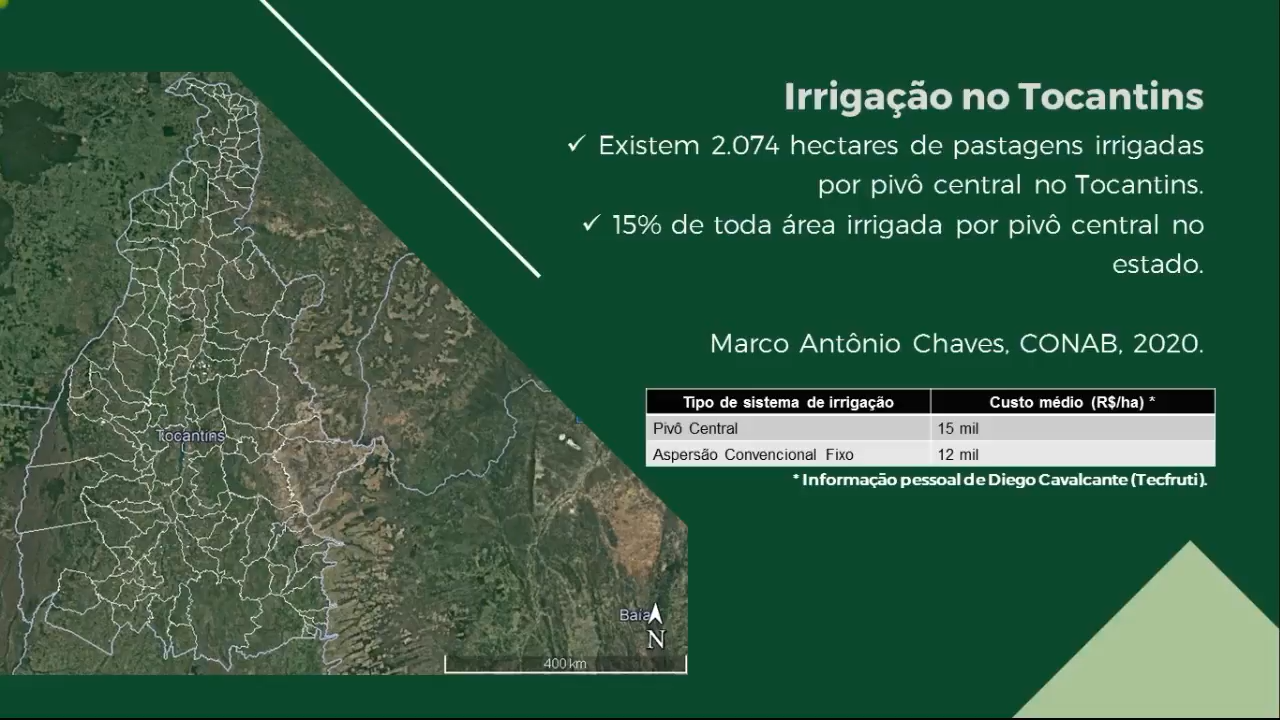 Irrigação no Tocantins
✓ Existem 2.074 hectares de pastagens irrigadas
por pivô central no Tocantins.
✓ 15% de toda área irrigada por pivô central no
estado.
Marco Antônio Chaves, CONAB, 2020.
Tipo de sistema de irrigação Custo médio (R$/ha) *
Pivô Central 15 mil
Aspersão Convencional Fixo 12 mil
* Informação pessoal de Diego Cavalcante (Tecfruti).
Tocantins
Baía
N
400 km